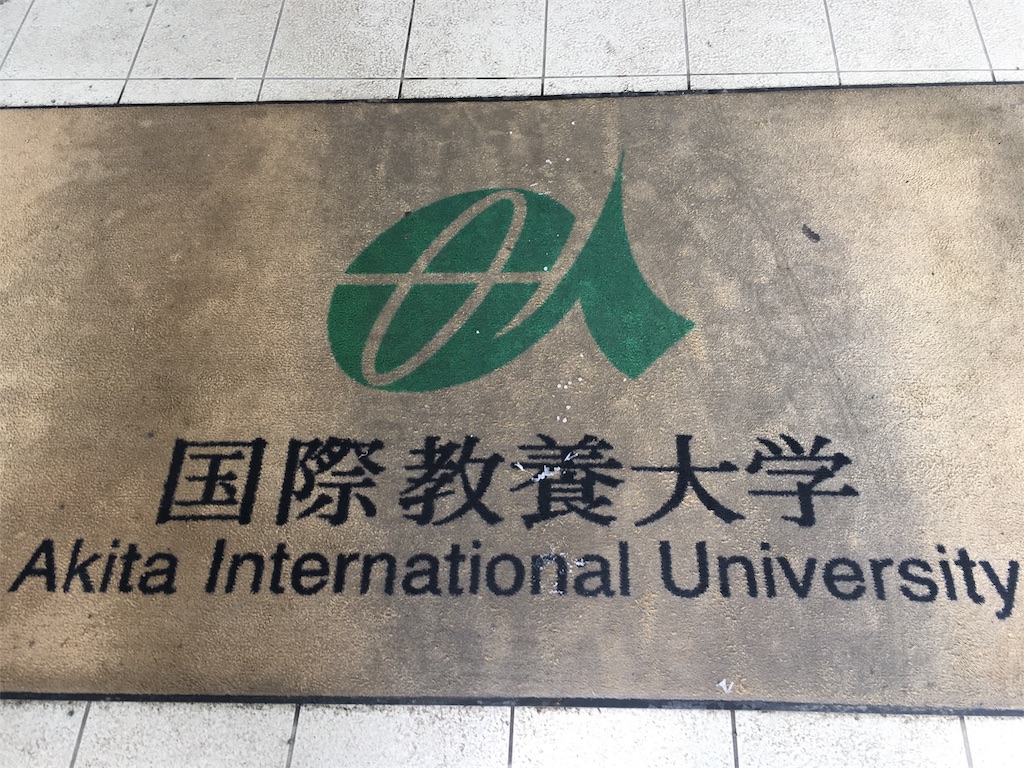 国際教養大学
Akita International University